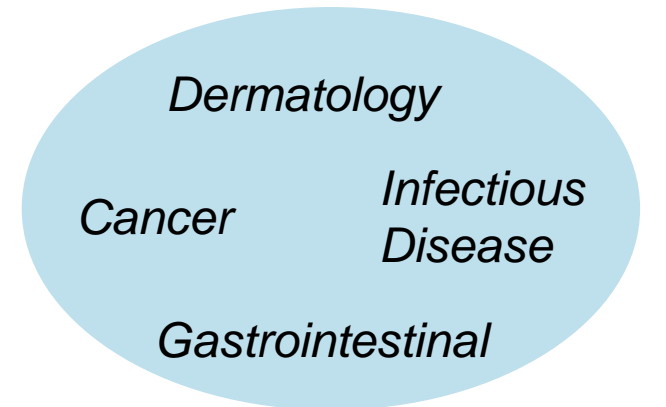 Dermatology
Cancer
Infectious
Disease
Gastrointestinal